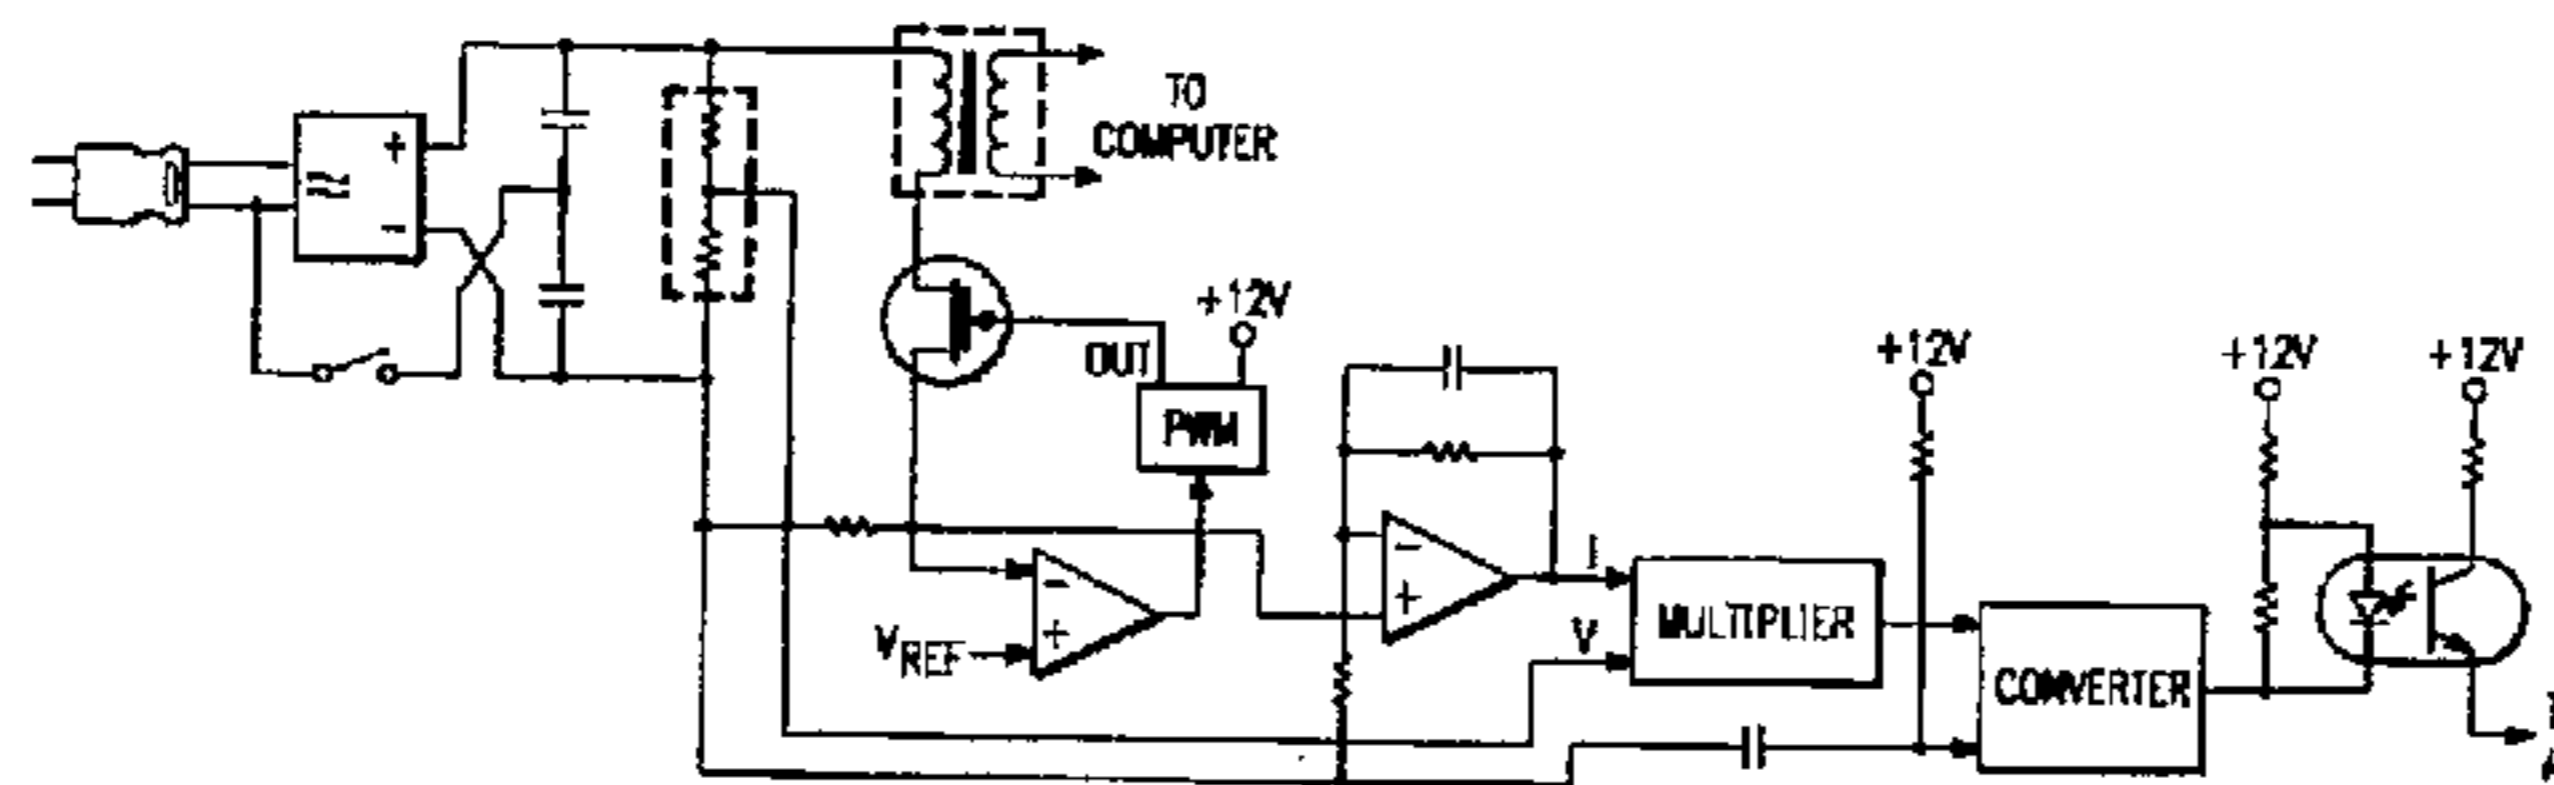 +
−
TO
COMPUTER
+12V
OUT
PWM
+12V
+12V
+12V
−
+
VREF
−
+
I
V
MULTIPLIER
CONVERTER